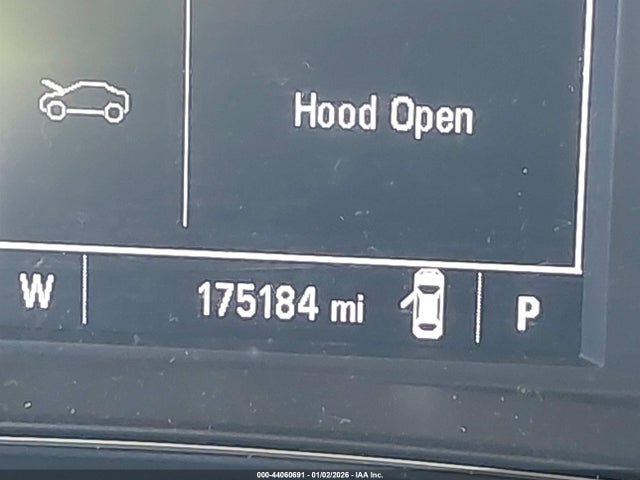 Hood Open
W 175184 mi P
000-44060691 - 01/02/2026 - IAA Inc.